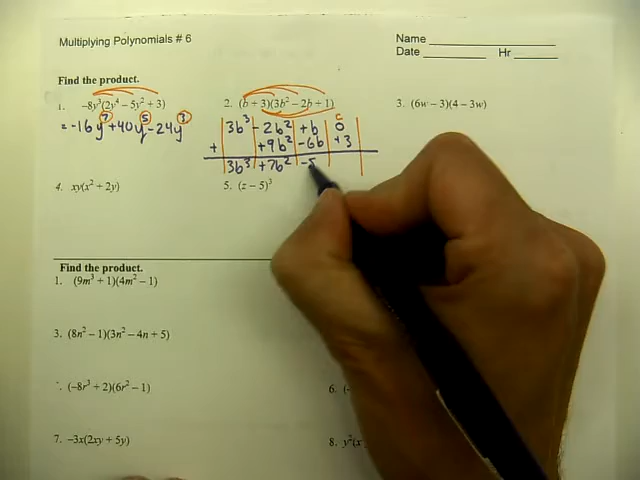 Multiplying Polynomials # 6
Name
Date Hr
Find the product.
1. -8y³(2y⁴ – 5y² + 3)
= -16y⁷ + 40y⁵ - 24y³
2. (b + 3)(3b² – 2b + 1)
3b³ - 2b² + b 0
+ +9b² - 6b + 3
3b³ + 7b² - 5
3. (6w – 3)(4 – 3w)
4. xy(x² + 2y)
5. (z – 5)³
Find the product.
1. (9m³ + 1)(4m² – 1)
3. (8n² – 1)(3n² – 4n + 5)
(-8r³ + 2)(6r² – 1)
6. (-
7. -3x(2xy + 5y)
8. y²(x